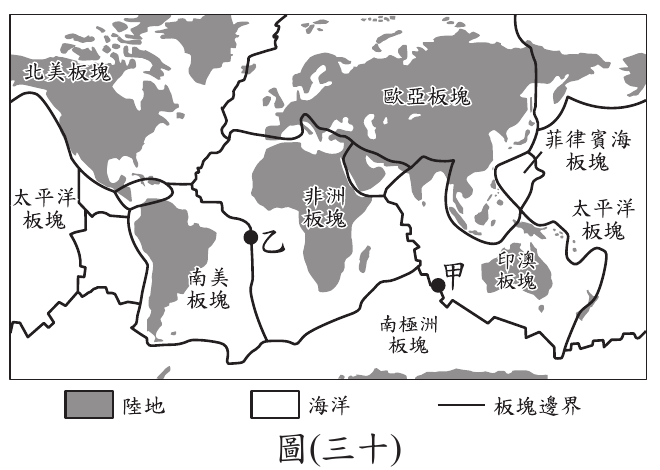 北美板塊
歐亞板塊
菲律賓海
板塊
太平洋
板塊
非洲
板塊
太平洋
板塊
乙
南美
板塊
甲
印澳
板塊
南極洲
板塊
陸地
海洋
板塊邊界
圖(三十)